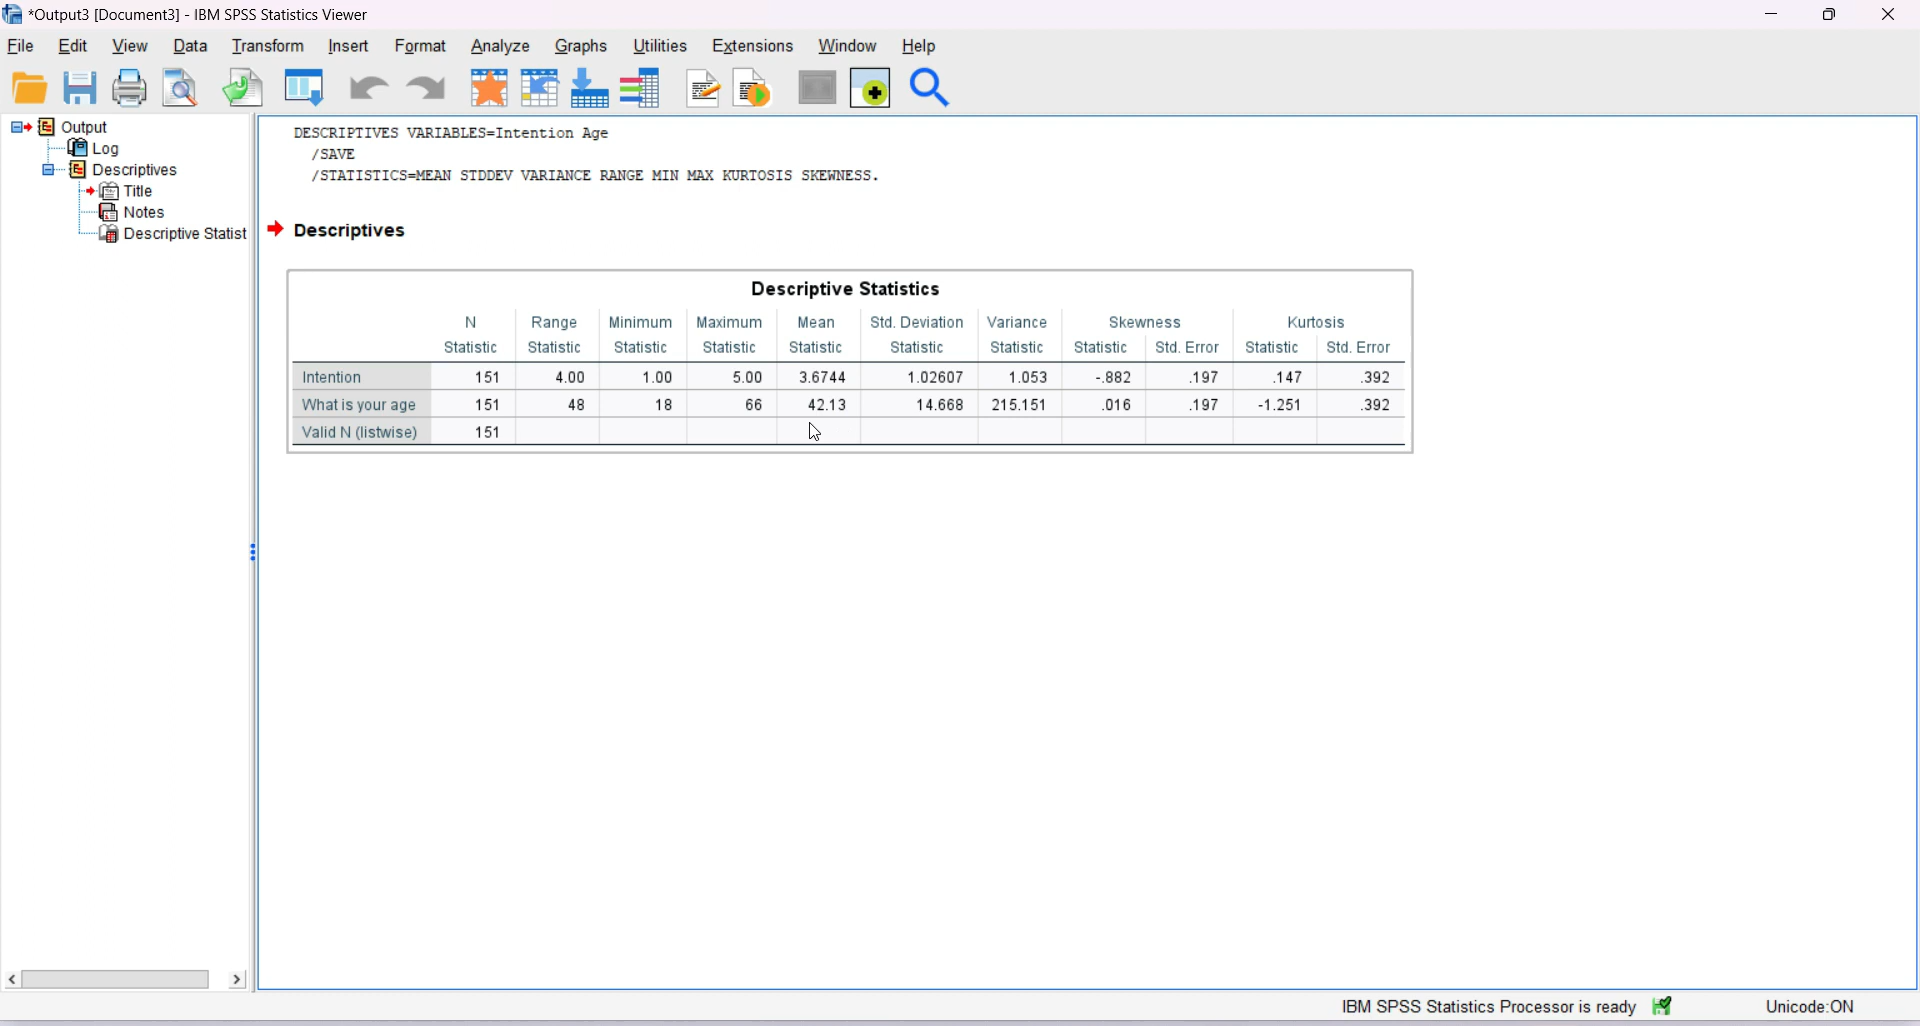 *Output3 [Document3] - IBM SPSS Statistics Viewer
File Edit View Data Transform Insert Format Analyze Graphs Utilities Extensions Window Help
Output
Log
Descriptives
Title
Notes
Descriptive Statist
DESCRIPTIVES VARIABLES=Intention Age
/SAVE
/STATISTICS=MEAN STDDEV VARIANCE RANGE MIN MAX KURTOSIS SKEWNESS.
Descriptives
Descriptive Statistics
N Range Minimum Maximum Mean Std. Deviation Variance Skewness Kurtosis
Statistic Statistic Statistic Statistic Statistic Statistic Statistic Statistic Std. Error Statistic Std. Error
Intention 151 4.00 1.00 5.00 3.6744 1.02607 1.053 -.882 .197 .147 .392
What is your age 151 48 18 66 42.13 14.668 215.151 .016 .197 -1.251 .392
Valid N (listwise) 151
IBM SPSS Statistics Processor is ready Unicode:ON